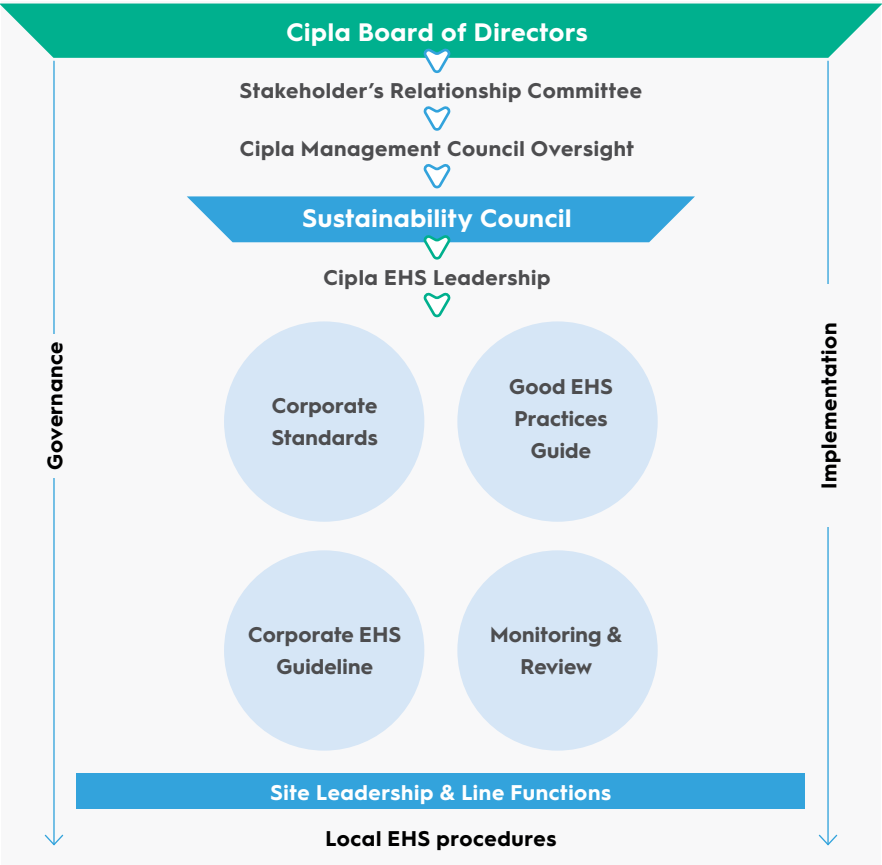 Cipla Board of Directors
Stakeholder’s Relationship Committee
Cipla Management Council Oversight
Sustainability Council
Cipla EHS Leadership
Governance
Implementation
Corporate
Standards
Good EHS
Practices
Guide
Corporate EHS
Guideline
Monitoring &
Review
Site Leadership & Line Functions
Local EHS procedures